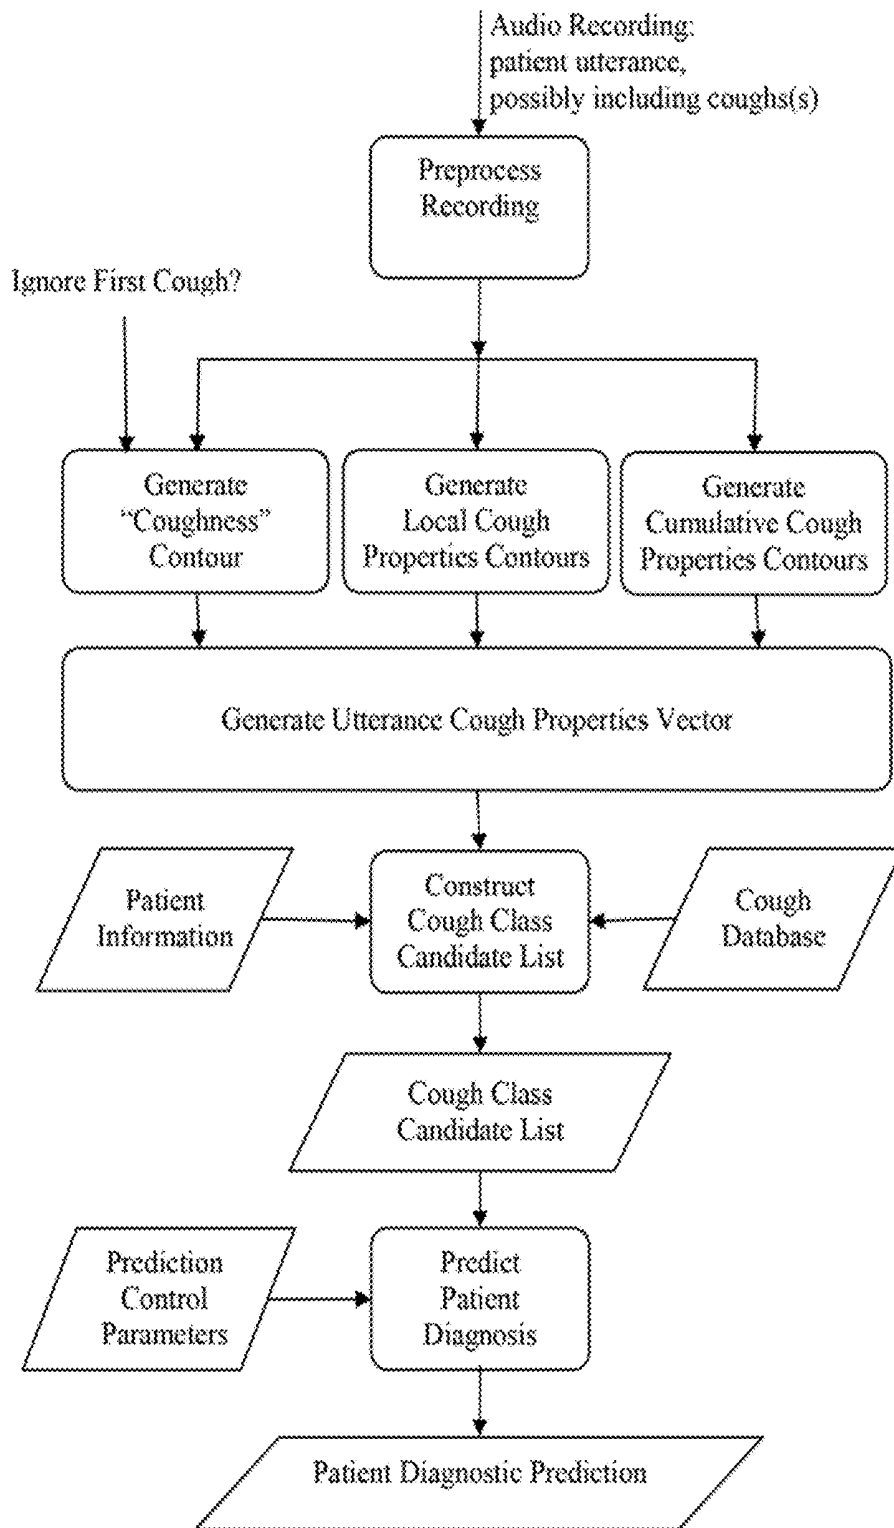 Audio Recording:
patient utterance,
possibly including coughs(s)
Preprocess
Recording
Ignore First Cough?
Generate
“Coughness”
Contour
Generate
Local Cough
Properties Contours
Generate
Cumulative Cough
Properties Contours
Generate Utterance Cough Properties Vector
Patient
Information
Construct
Cough Class
Candidate List
Cough
Database
Cough Class
Candidate List
Prediction
Control
Parameters
Predict
Patient
Diagnosis
Patient Diagnostic Prediction